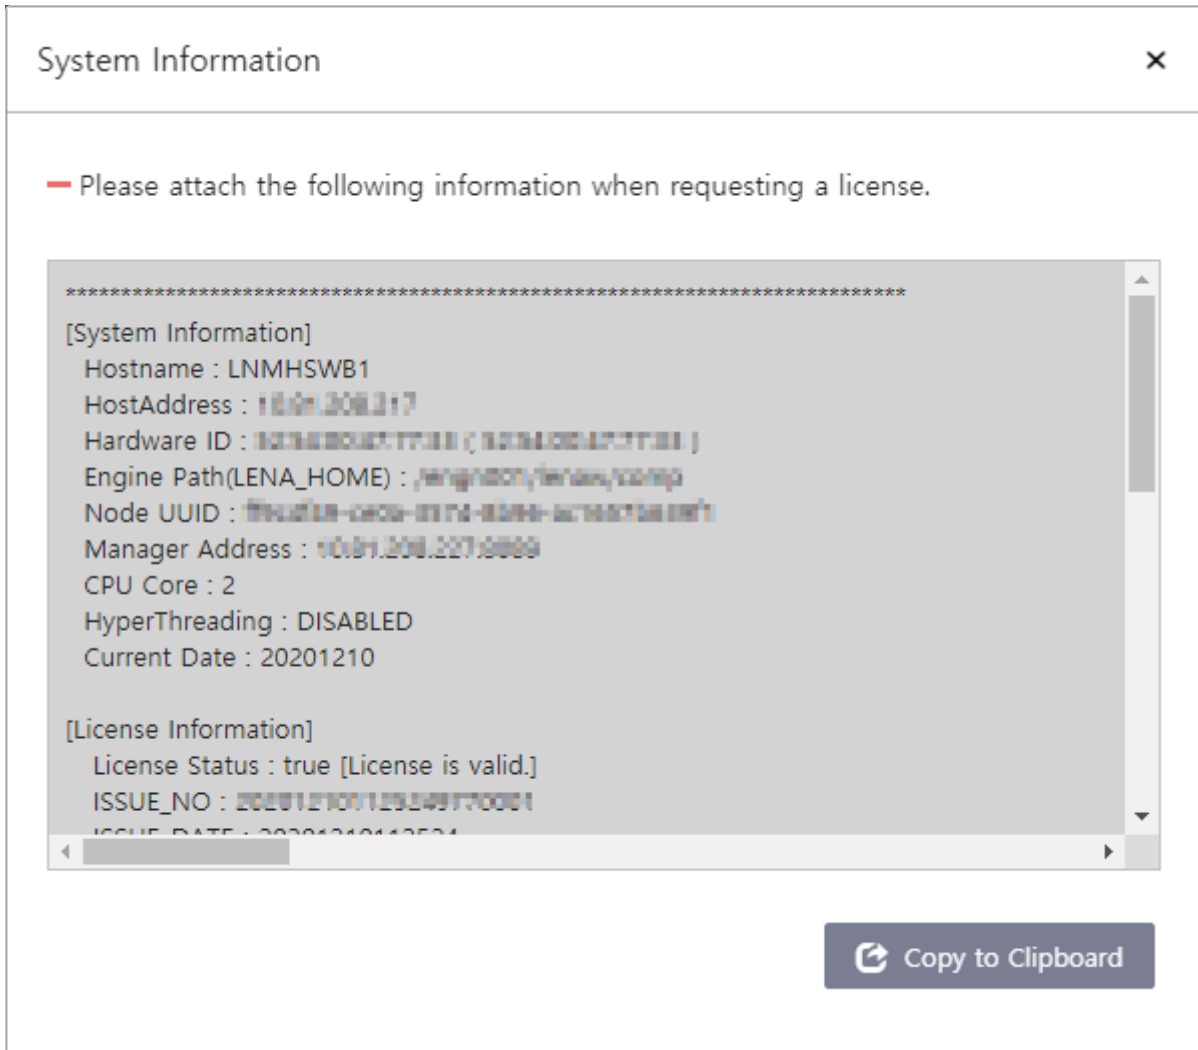 System Information
Please attach the following information when requesting a license.
****************************************************************************
[System Information]
Hostname : LNMHSWB1
HostAddress :
Hardware ID :
Engine Path(LENA_HOME) :
Node UUID :
Manager Address :
CPU Core : 2
HyperThreading : DISABLED
Current Date : 20201210
[License Information]
License Status : true [License is valid.]
ISSUE_NO :
ISSUE_DATE : 20201210112524
Copy to Clipboard